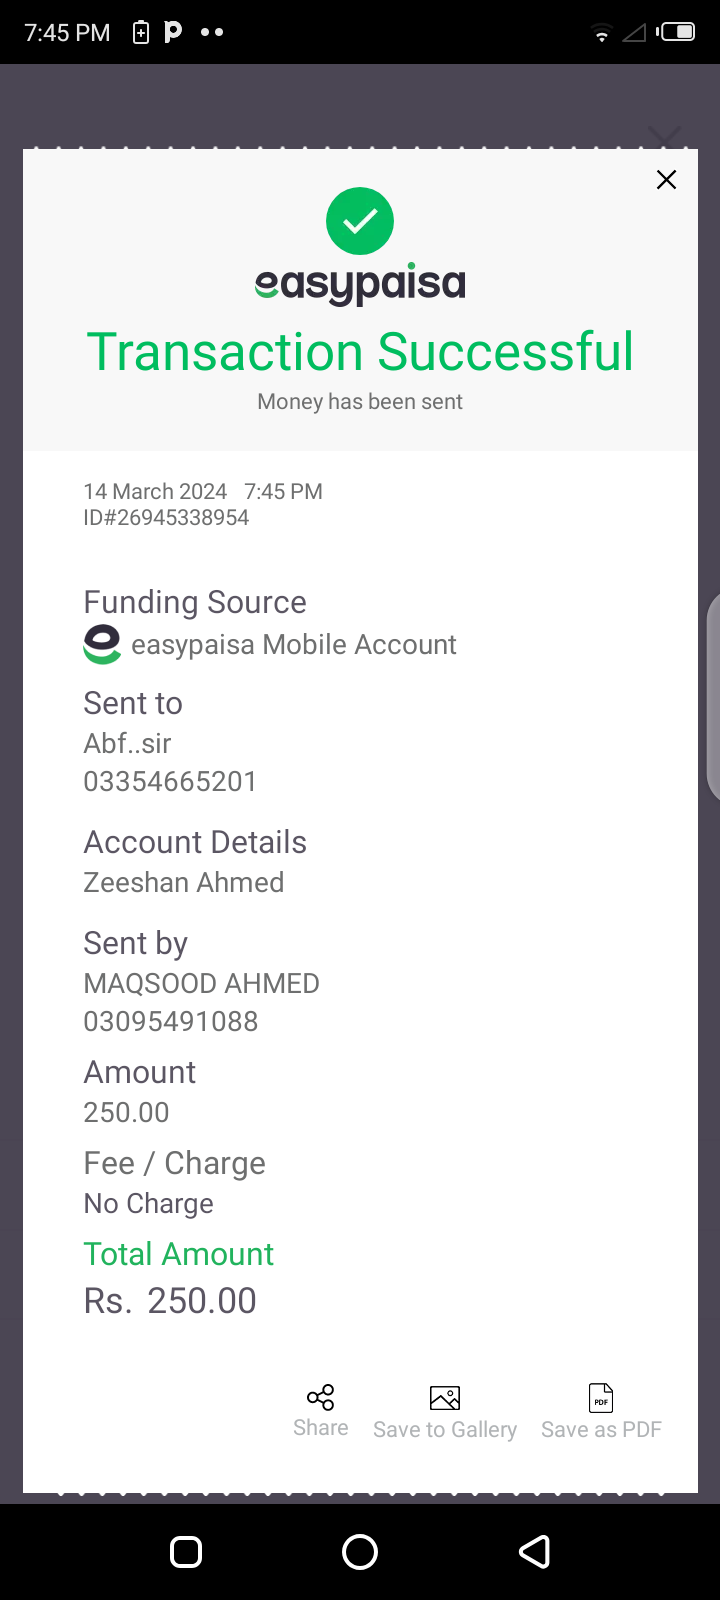 7:45 PM
easypaisa
Transaction Successful
Money has been sent
14 March 2024 7:45 PM
ID#26945338954
Funding Source
easypaisa Mobile Account
Sent to
Abf..sir
03354665201
Account Details
Zeeshan Ahmed
Sent by
MAQSOOD AHMED
03095491088
Amount
250.00
Fee / Charge
No Charge
Total Amount
Rs. 250.00
PDF
Share Save to Gallery Save as PDF